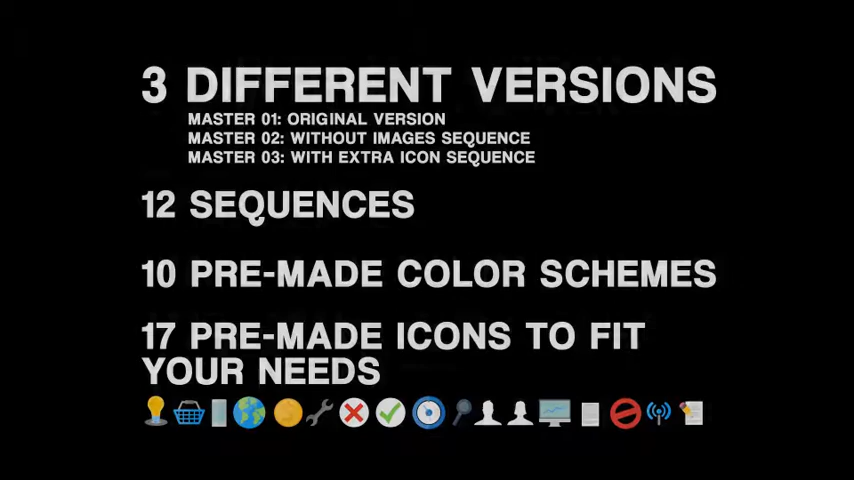 3 DIFFERENT VERSIONS
MASTER 01: ORIGINAL VERSION
MASTER 02: WITHOUT IMAGES SEQUENCE
MASTER 03: WITH EXTRA ICON SEQUENCE
12 SEQUENCES
10 PRE-MADE COLOR SCHEMES
17 PRE-MADE ICONS TO FIT
YOUR NEEDS